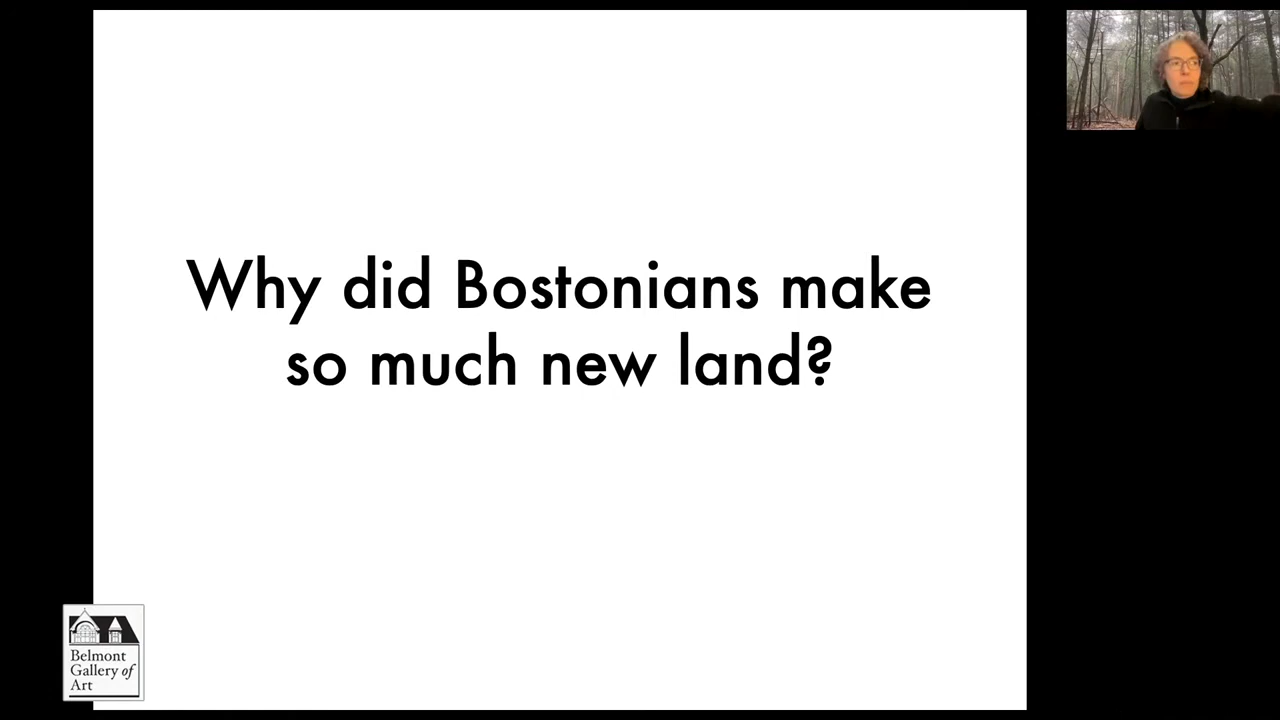 Why did Bostonians make
so much new land?
Belmont
Gallery of
Art